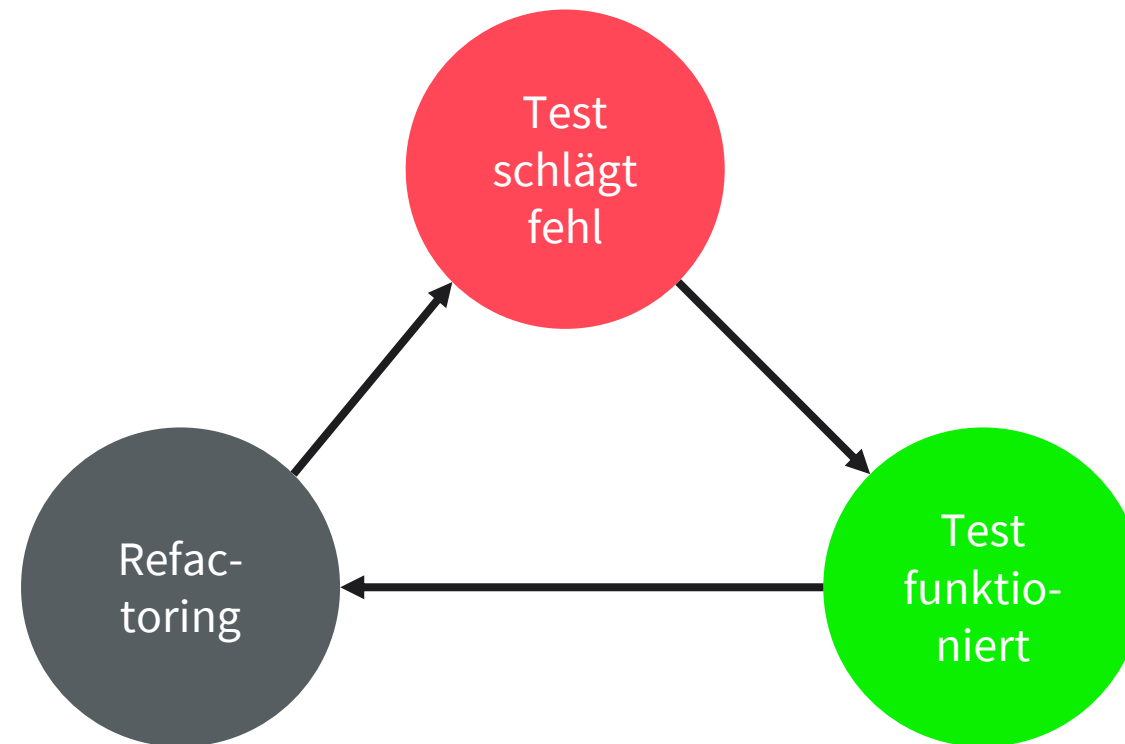 Test
schlägt
fehl
Refac-
toring
Test
funktio-
niert